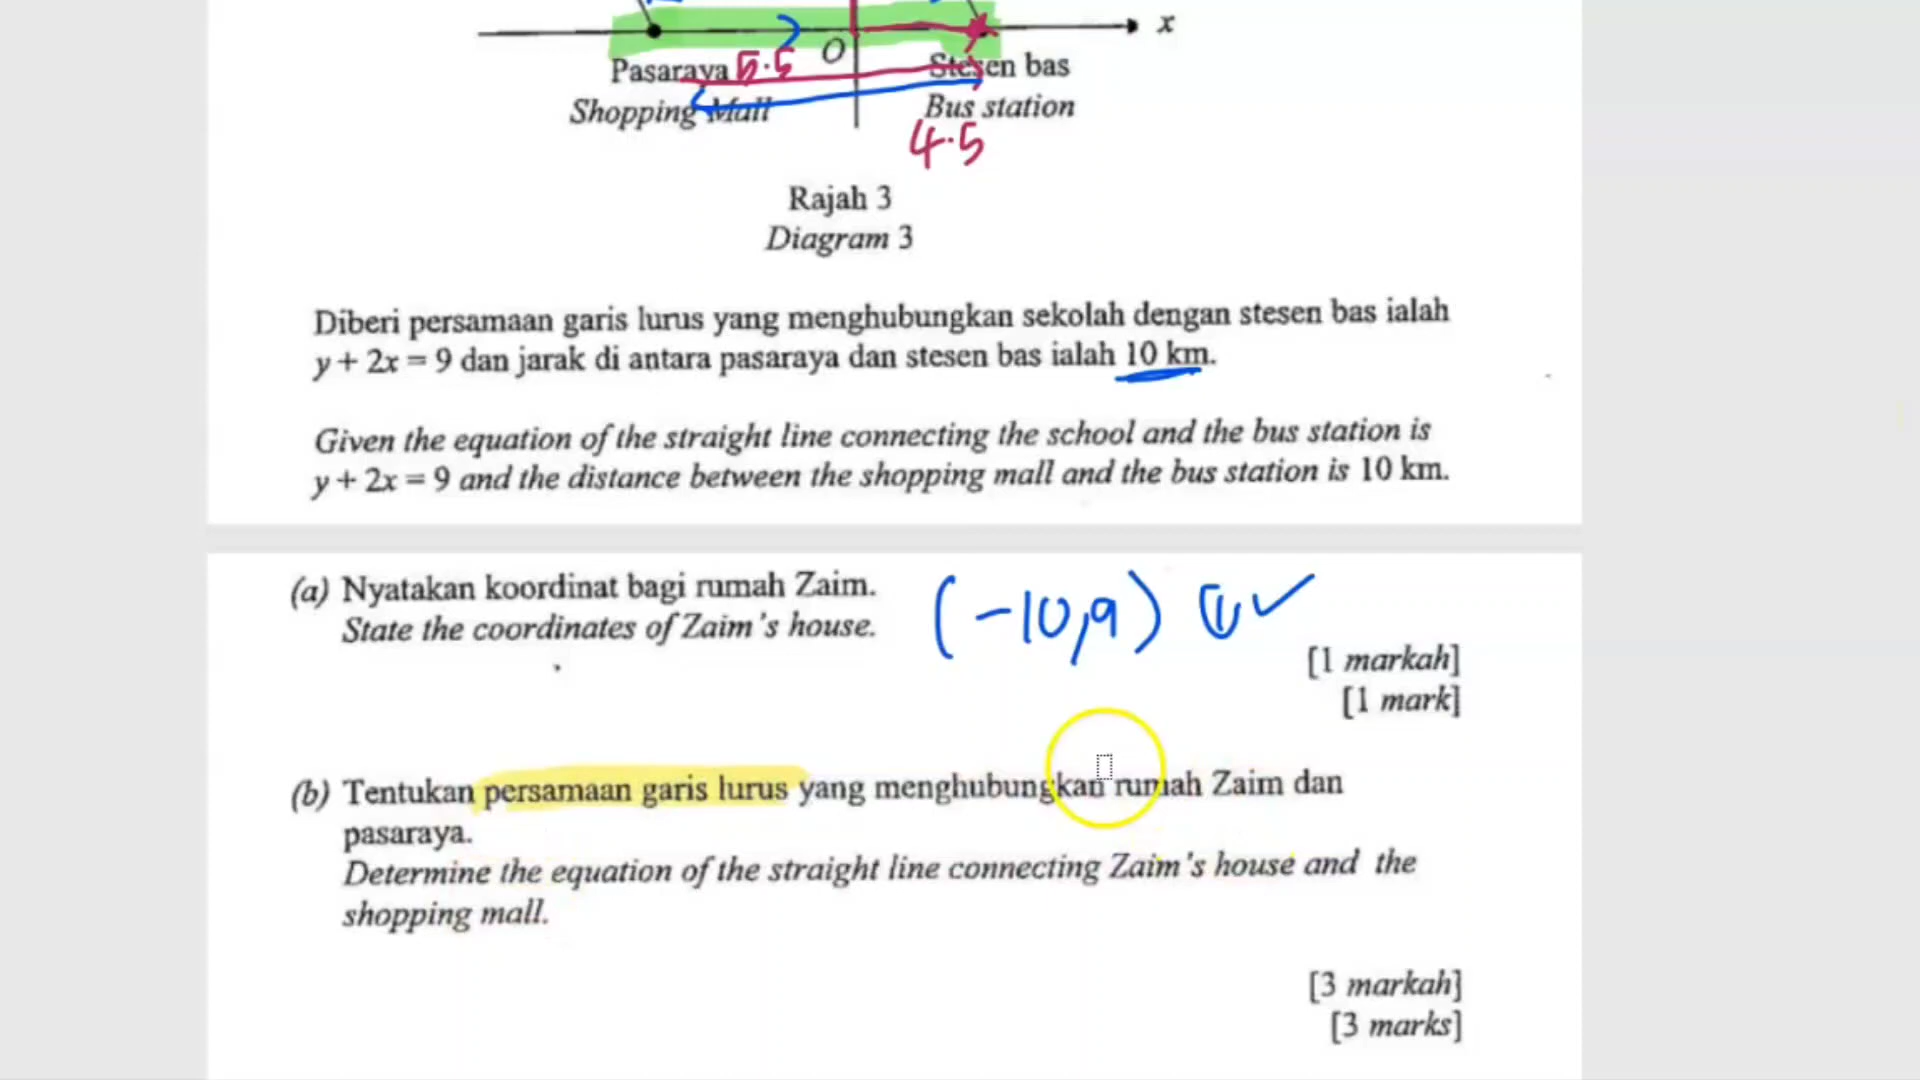 x
O
Pasaraya 5.5
Stesen bas
Shopping Mall
Bus station
4.5
Rajah 3
Diagram 3
Diberi persamaan garis lurus yang menghubungkan sekolah dengan stesen bas ialah
y + 2x = 9 dan jarak di antara pasaraya dan stesen bas ialah 10 km.
Given the equation of the straight line connecting the school and the bus station is
y + 2x = 9 and the distance between the shopping mall and the bus station is 10 km.
(a) Nyatakan koordinat bagi rumah Zaim.
State the coordinates of Zaim's house.
(-10,9) ① ✓
[1 markah]
[1 mark]
(b) Tentukan persamaan garis lurus yang menghubungkan rumah Zaim dan
pasaraya.
Determine the equation of the straight line connecting Zaim's house and the
shopping mall.
[3 markah]
[3 marks]